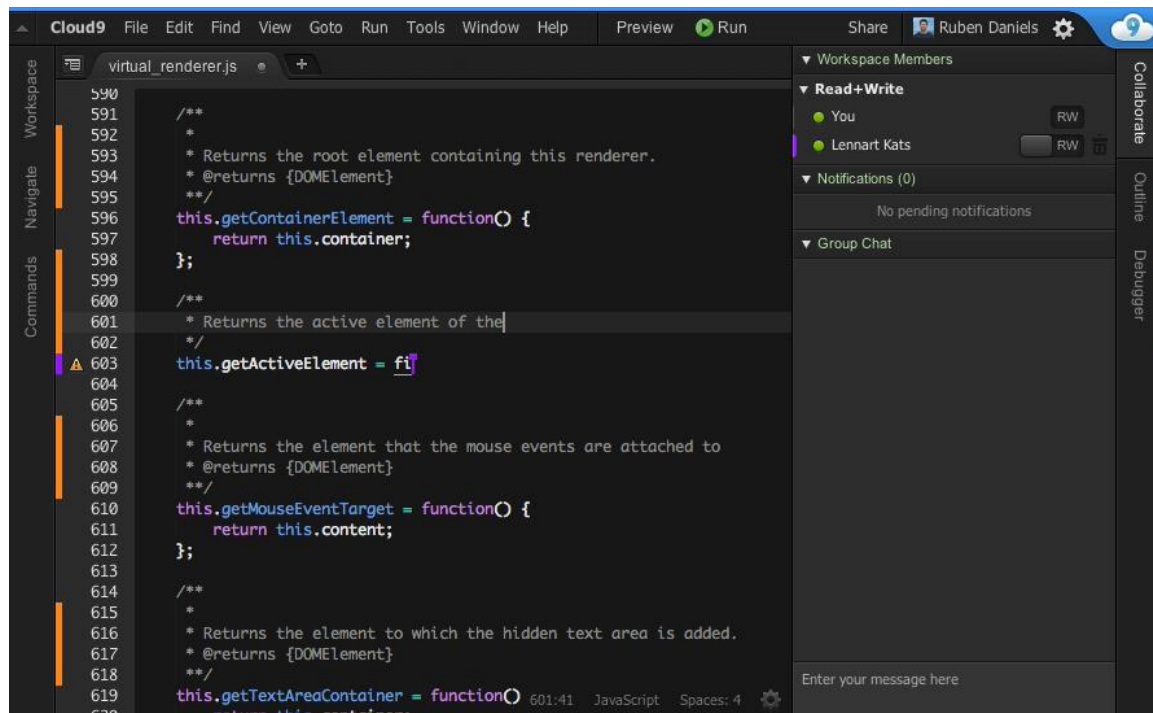 Cloud9 File Edit Find View Goto Run Tools Window Help Preview Run Share Ruben Daniels 9
Workspace
Navigate
Commands
virtual_renderer.js +
590
591 /**
592 *
593 * Returns the root element containing this renderer.
594 * @returns {DOMElement}
595 **/
596 this.getContainerElement = function() {
597 return this.container;
598 };
599
600 /**
601 * Returns the active element of the
602 */
603 this.getActiveElement = fi
604
605 /**
606 *
607 * Returns the element that the mouse events are attached to
608 * @returns {DOMElement}
609 **/
610 this.getMouseEventTarget = function() {
611 return this.content;
612 };
613
614 /**
615 *
616 * Returns the element to which the hidden text area is added.
617 * @returns {DOMElement}
618 **/
619 this.getTextAreaContainer = function()
601:41 JavaScript Spaces: 4
Workspace Members
Read+Write
You RW
Lennart Kats RW
Notifications (0)
No pending notifications
Group Chat
Enter your message here
Collaborate
Outline
Debugger